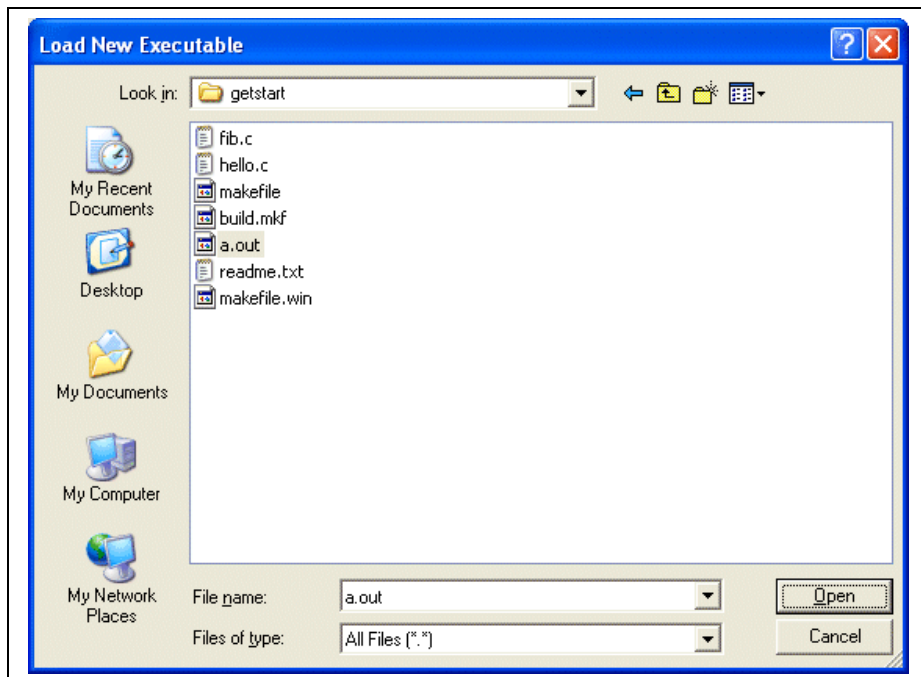 Load New Executable
Look in:
getstart
fib.c
hello.c
makefile
build.mkf
a.out
readme.txt
makefile.win
My Recent
Documents
Desktop
My Documents
My Computer
My Network
Places
File name:
a.out
Open
Files of type:
All Files (*.*)
Cancel